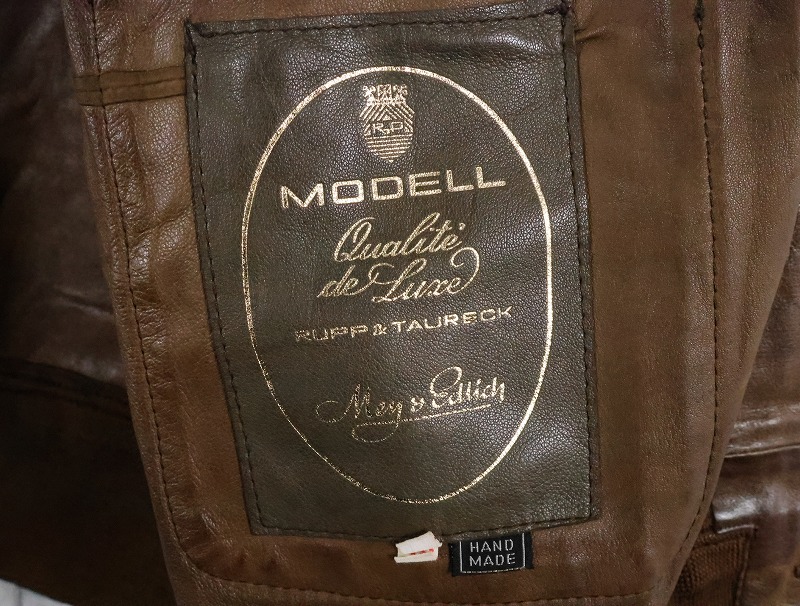 MODELL
Qualité
de Luxe
RUPP & TAURECK
Mey & Edlich
HAND
MADE